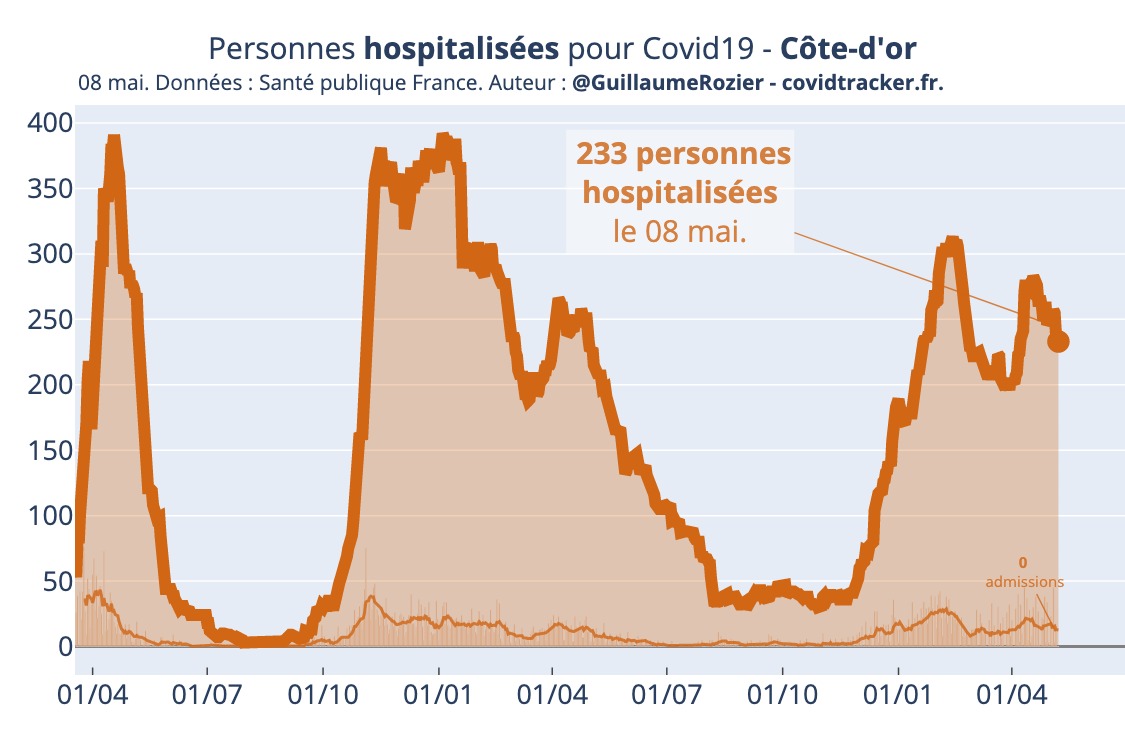 Personnes hospitalisées pour Covid19 - Côte-d'or
08 mai. Données : Santé publique France. Auteur : @GuillaumeRozier - covidtracker.fr.
400
350
300
250
200
150
100
50
0
233 personnes
hospitalisées
le 08 mai.
0
admissions
01/04 01/07 01/10 01/01 01/04 01/07 01/10 01/01 01/04